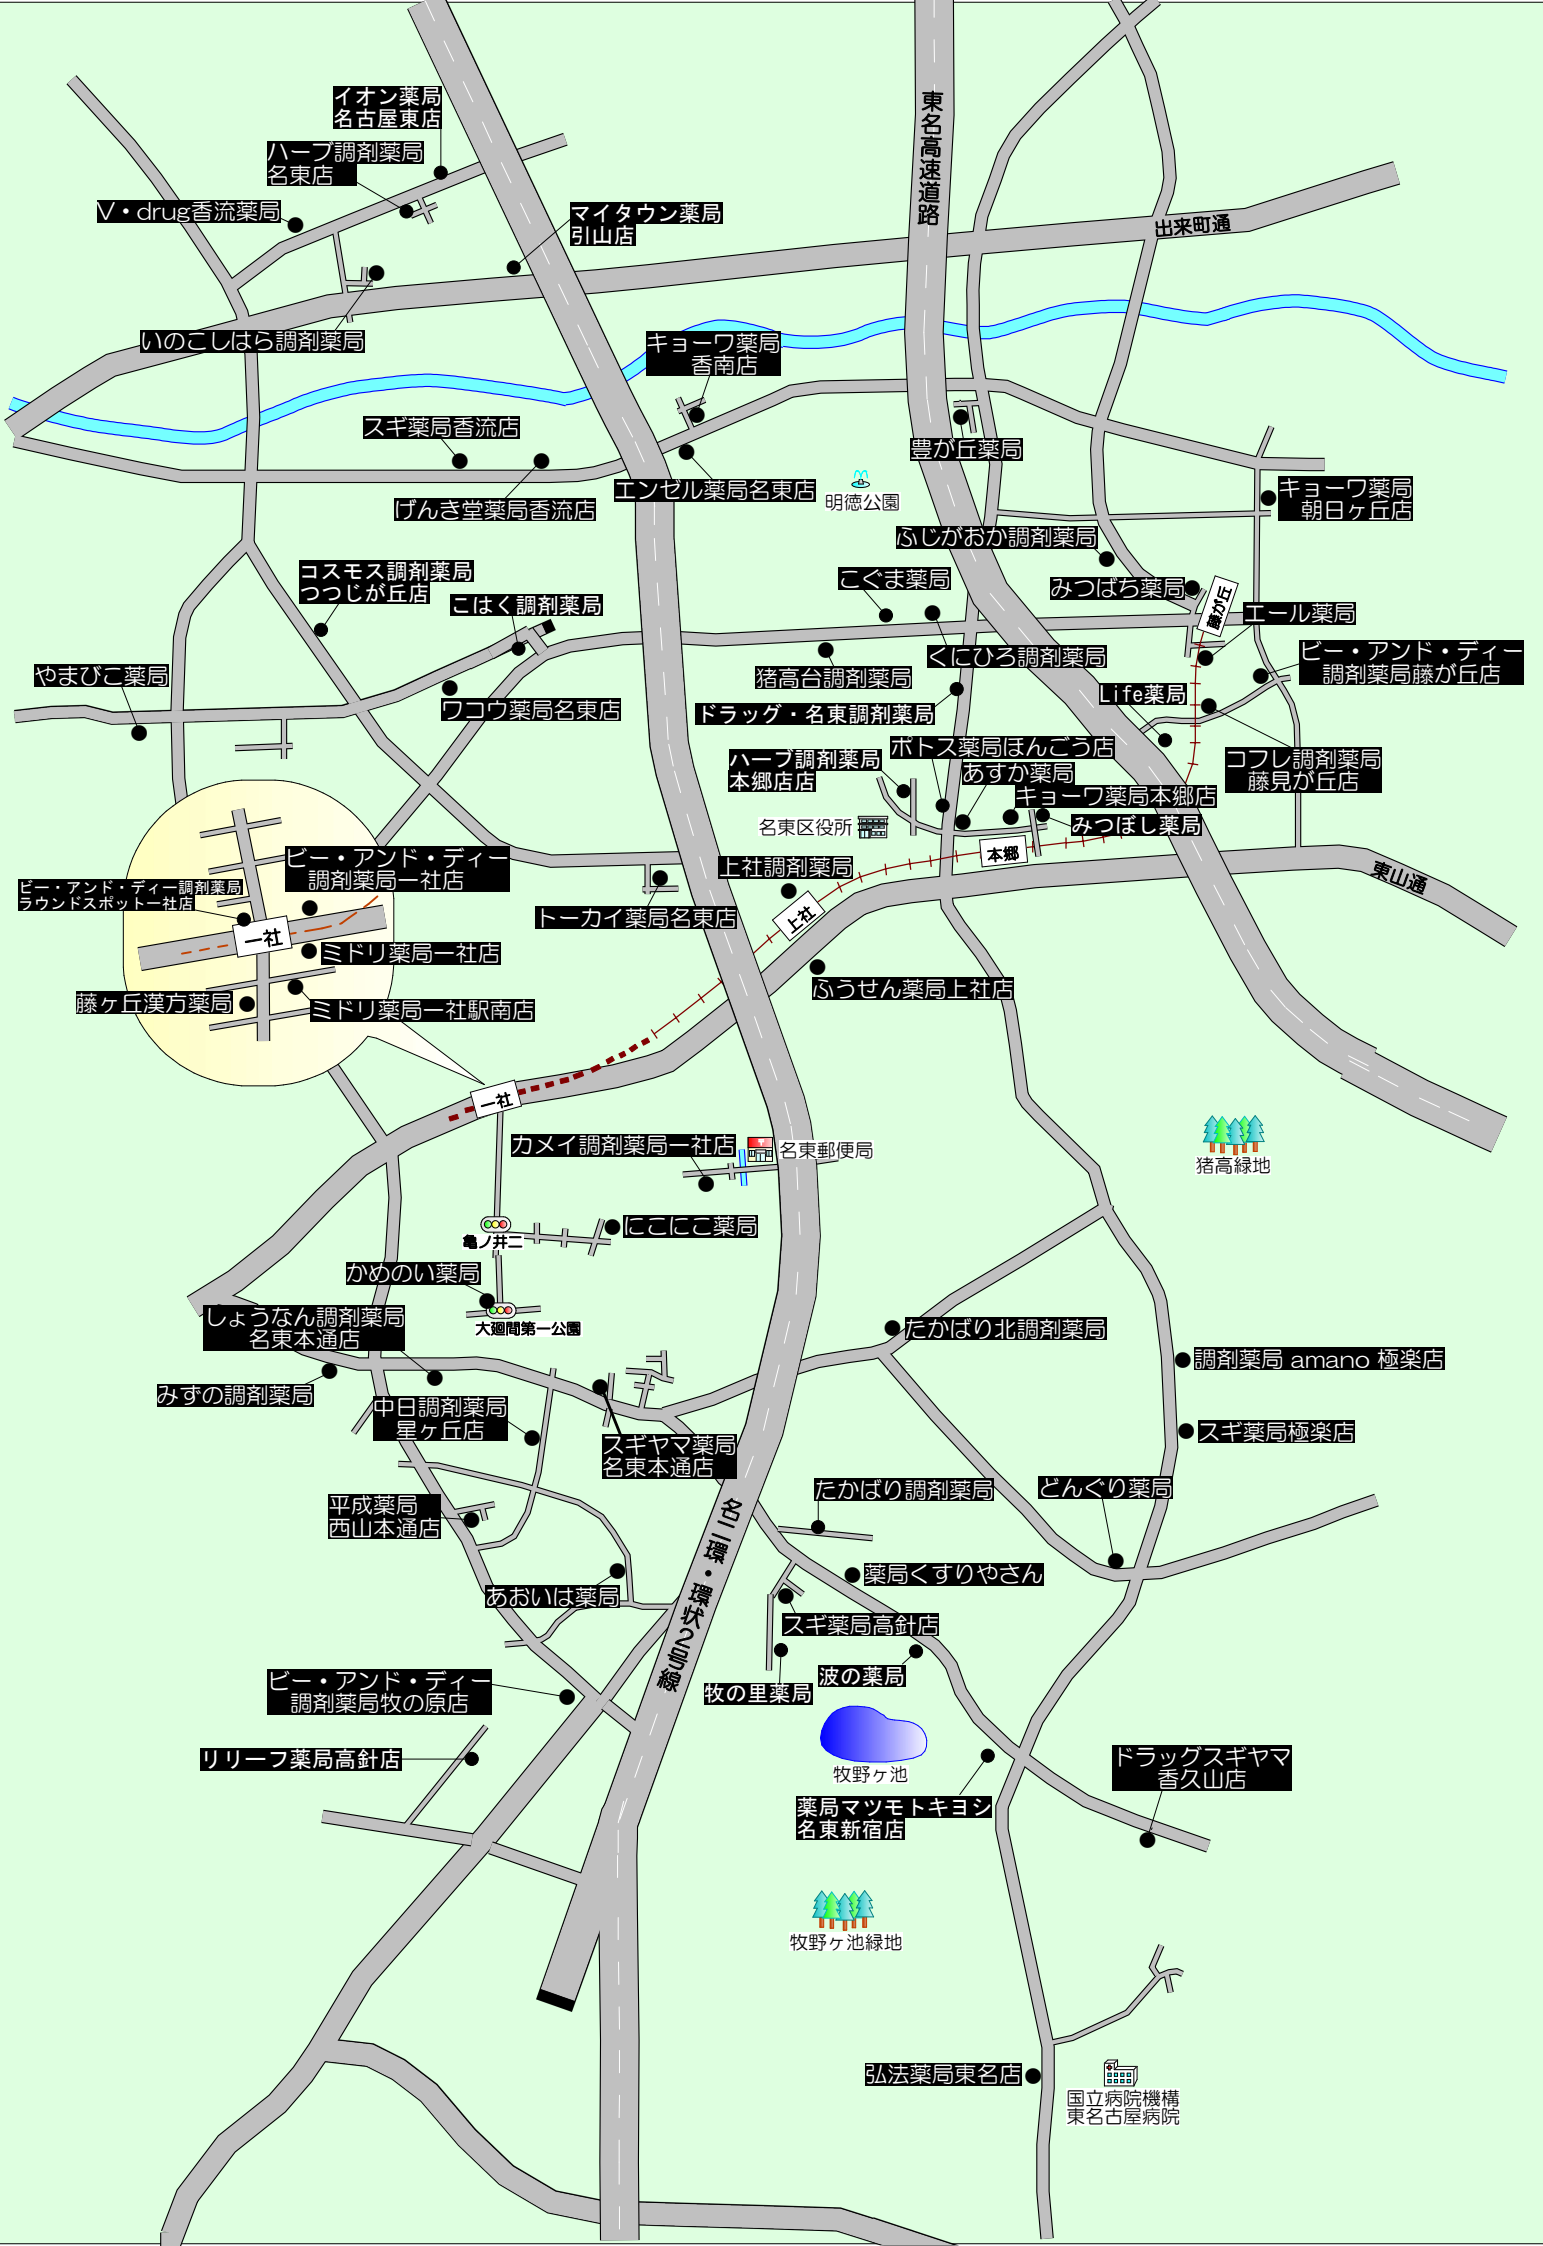 イオン薬局
名古屋東店
東名高速道路
ハーブ調剤薬局
名東店
V・drug香流薬局
マイタウン薬局
引山店
出来町通
いのこしはら調剤薬局
キョーワ薬局
香南店
スギ薬局香流店
豊が丘薬局
エンゼル薬局名東店
明徳公園
キョーワ薬局
朝日ヶ丘店
げんき堂薬局香流店
ふじがおか調剤薬局
コスモス調剤薬局
つつじが丘店
こぐま薬局
みつばち薬局
藤が丘
こはく調剤薬局
エール薬局
くにひろ調剤薬局
ビー・アンド・ディー
調剤薬局藤が丘店
やまびこ薬局
猪高台調剤薬局
Life薬局
ワコウ薬局名東店
ドラッグ・名東調剤薬局
ポトス薬局ほんごう店
ハーブ調剤薬局
本郷店店
あすか薬局
コフレ調剤薬局
藤見が丘店
キョーワ薬局本郷店
名東区役所
みつぼし薬局
本郷
ビー・アンド・ディー
調剤薬局一社店
上社調剤薬局
東山通
ビー・アンド・ディー調剤薬局
ラウンドスポット一社店
トーカイ薬局名東店
上社
一社
ミドリ薬局一社店
ふうせん薬局上社店
藤ヶ丘漢方薬局
ミドリ薬局一社駅南店
一社
カメイ調剤薬局一社店
名東郵便局
猪高緑地
にこにこ薬局
亀ノ井二
かめのい薬局
しょうなん調剤薬局
名東本通店
大廻間第一公園
たかばり北調剤薬局
調剤薬局 amano 極楽店
みずの調剤薬局
中日調剤薬局
星ヶ丘店
スギ薬局極楽店
スギヤマ薬局
名東本通店
たかばり調剤薬局
どんぐり薬局
平成薬局
西山本通店
名二環・環状2号線
薬局くすりやさん
あおいは薬局
スギ薬局高針店
ビー・アンド・ディー
調剤薬局牧の原店
波の薬局
牧の里薬局
リリーフ薬局高針店
牧野ヶ池
ドラッグスギヤマ
香久山店
薬局マツモトキヨシ
名東新宿店
牧野ヶ池緑地
弘法薬局東名店
国立病院機構
東名古屋病院